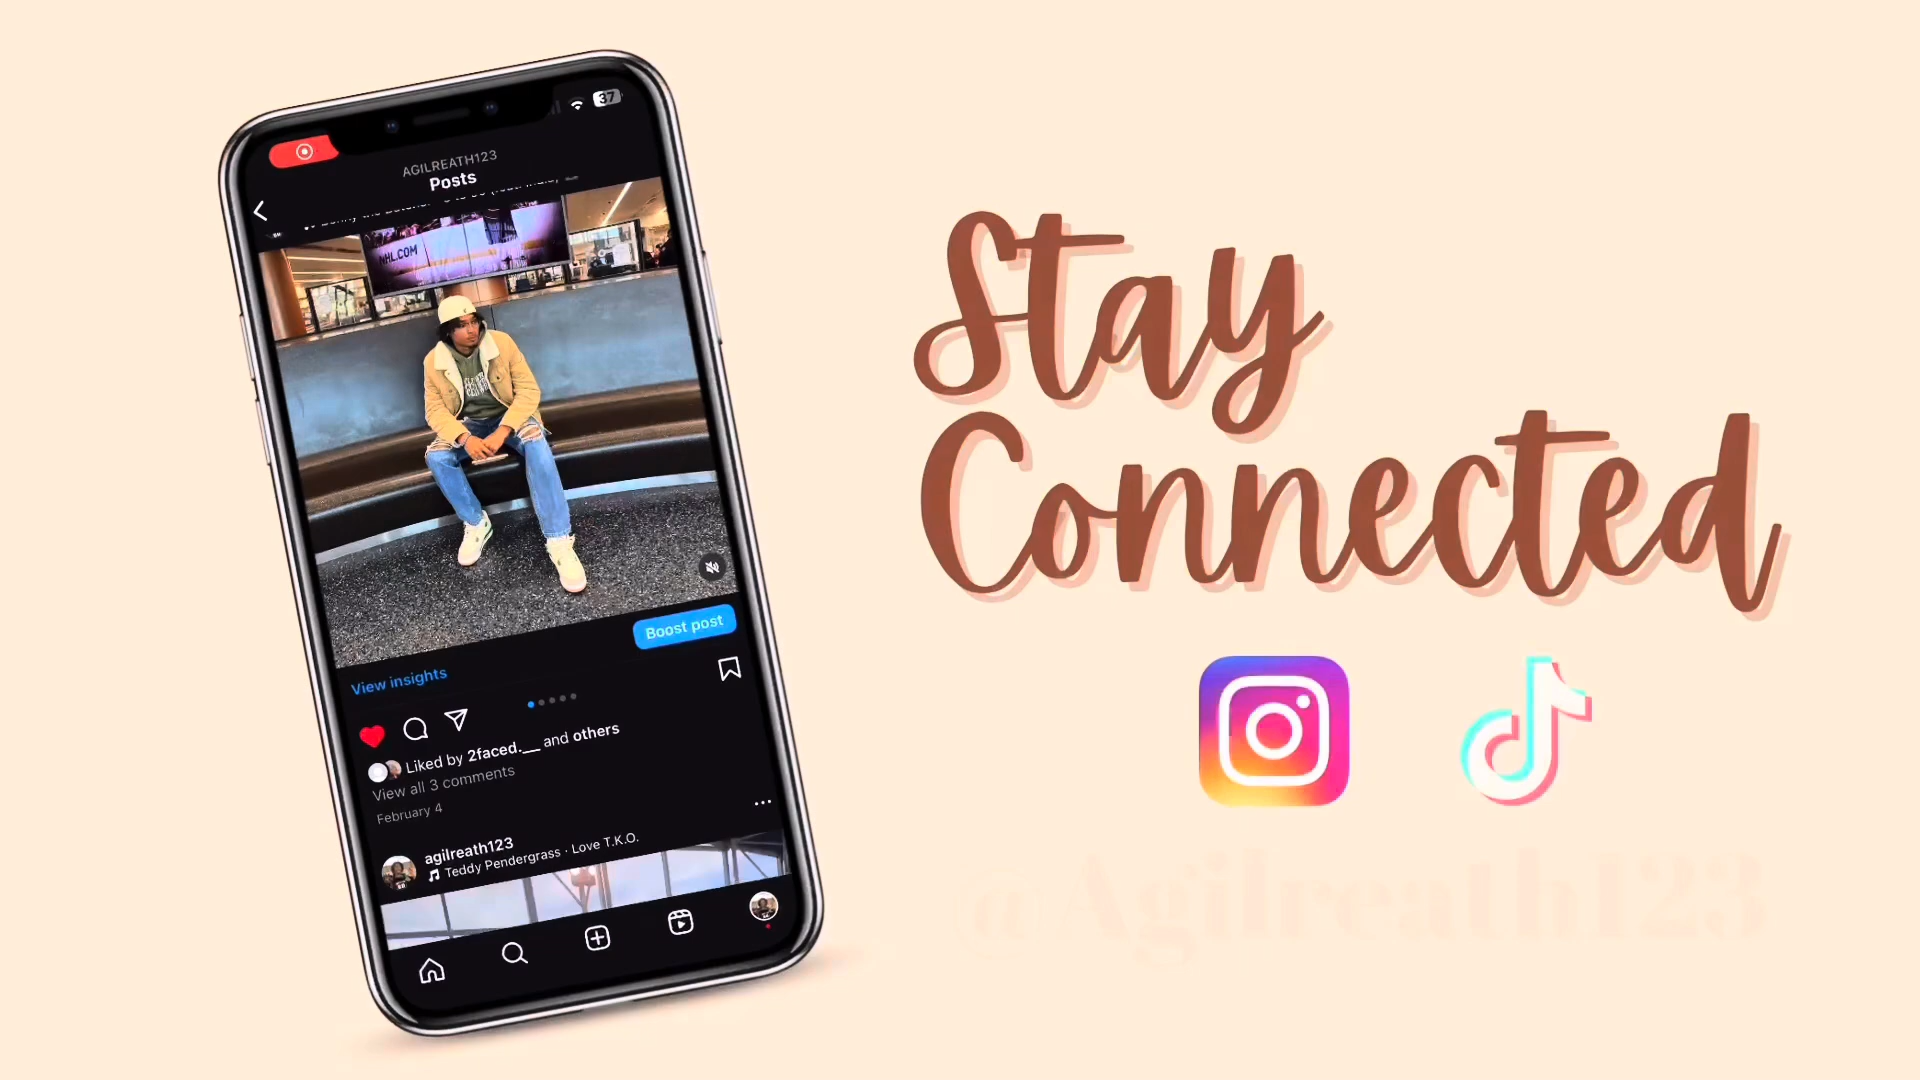 37
AGILREATH123
Posts
NHL.COM
Boost post
View insights
Liked by 2faced.__ and others
View all 3 comments
February 4
agilreath123
Teddy Pendergrass · Love T.K.O.
Stay
Connected
@Agilreath123